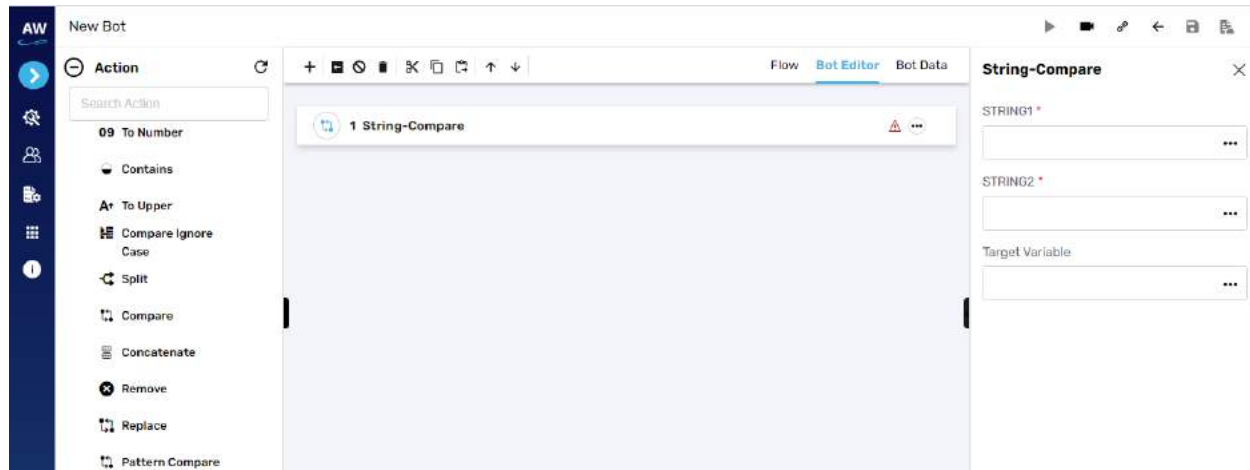 AW
New Bot
Action
Search Action
09 To Number
Contains
A To Upper
Compare Ignore
Case
Split
Compare
Concatenate
Remove
Replace
Pattern Compare
Flow Bot Editor Bot Data
1 String-Compare
String-Compare
STRING1 *
STRING2 *
Target Variable